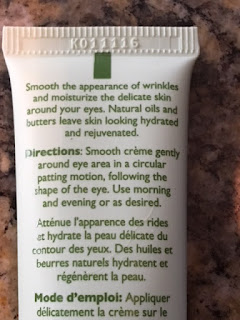 K011116
Smooth the appearance of wrinkles
and moisturize the delicate skin
around your eyes. Natural oils and
butters leave skin looking hydrated
and rejuvenated.
Directions: Smooth crème gently
around eye area in a circular
patting motion, following the
shape of the eye. Use morning
and evening or as desired.
Atténue l'apparence des rides
et hydrate la peau délicate du
contour des yeux. Des huiles et
beurres naturels hydratent et
régénèrent la peau.
Mode d'emploi: Appliquer
délicatement la crème sur le